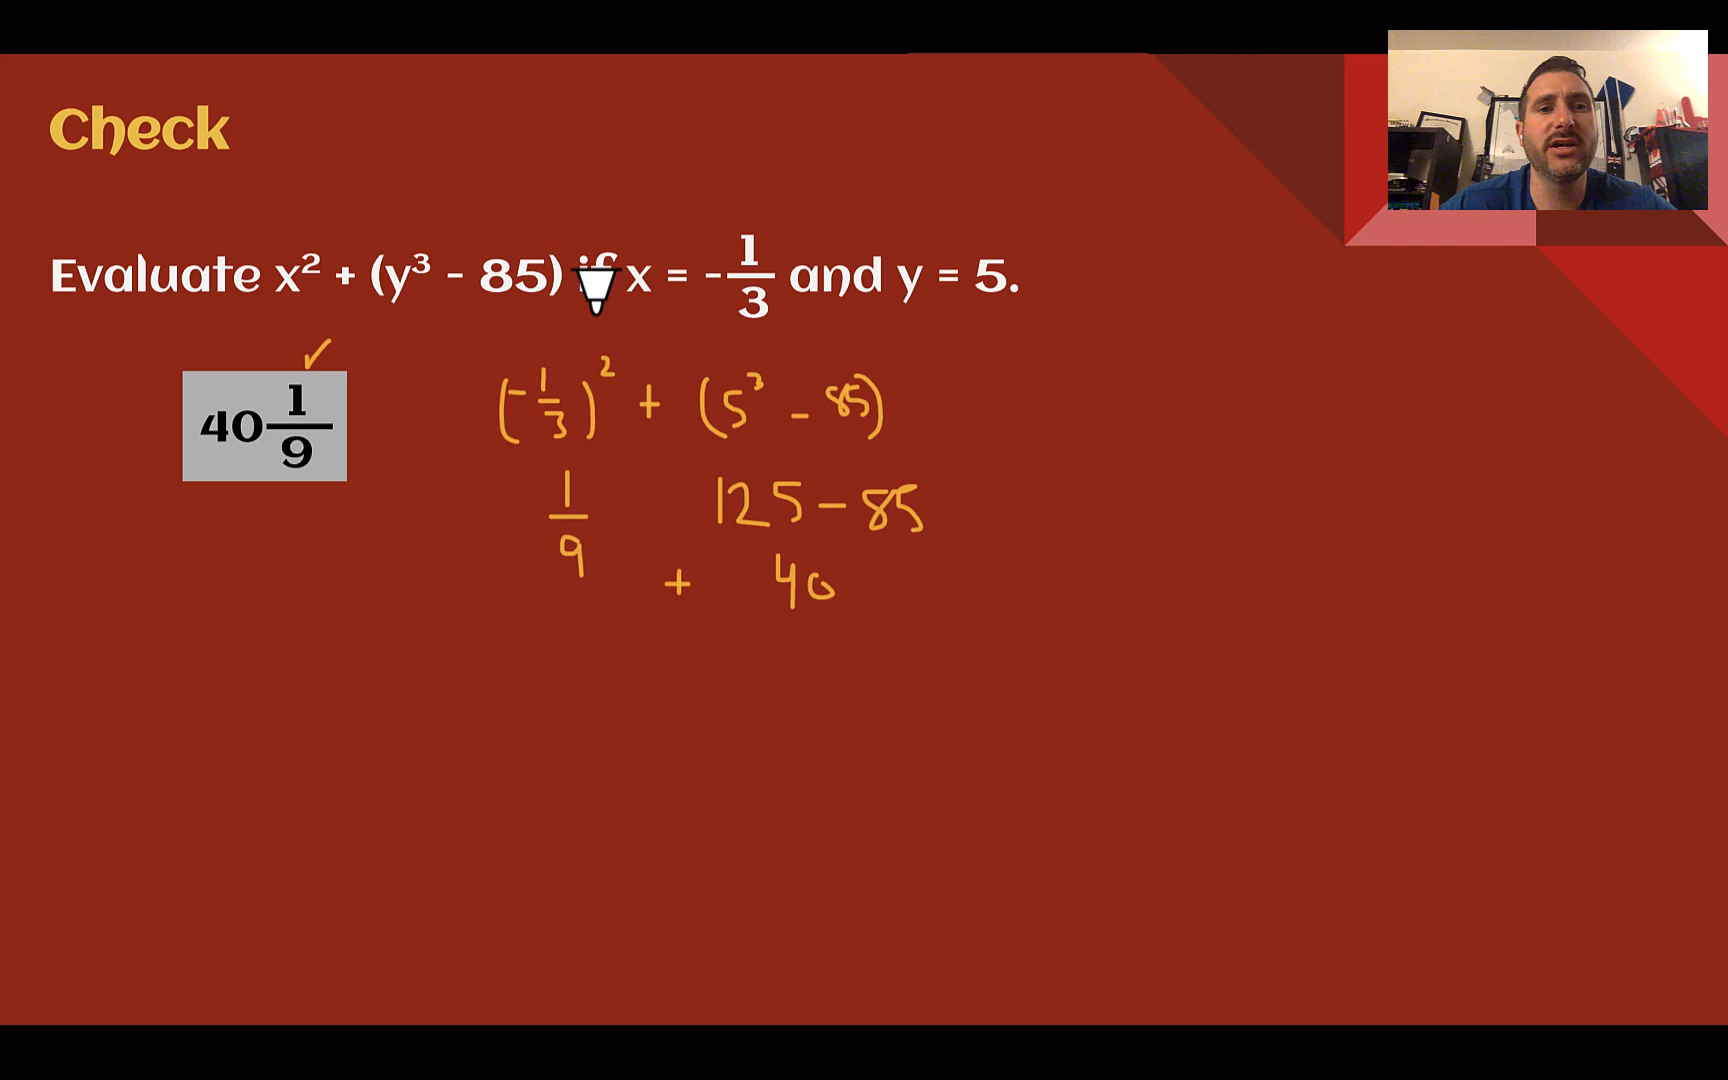 Check
Evaluate x² + (y³ - 85) if x = -1/3 and y = 5.
✓
40 1/9
(-1/3)² + (5³ - 85)
1/9 125 - 85
+ 40